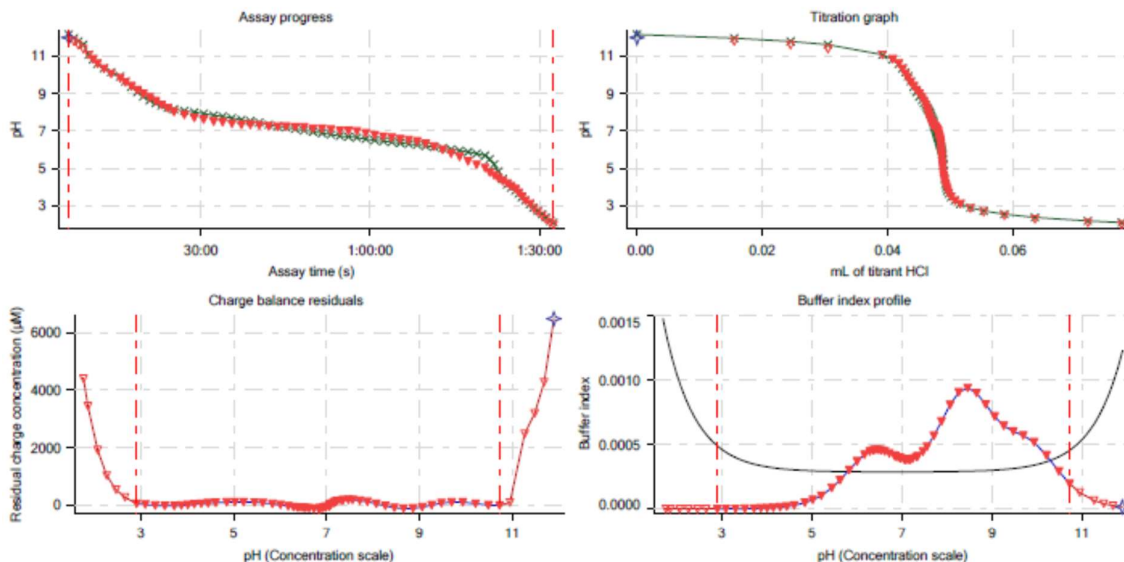 Assay progress
pH
11
9
7
5
3
30:00
1:00:00
1:30:00
Assay time (s)
Titration graph
pH
11
9
7
5
3
0.00
0.02
0.04
0.06
mL of titrant HCl
Charge balance residuals
Residual charge concentration (µM)
6000
4000
2000
0
3
5
7
9
11
pH (Concentration scale)
Buffer index profile
Buffer index
0.0015
0.0010
0.0005
0.0000
3
5
7
9
11
pH (Concentration scale)